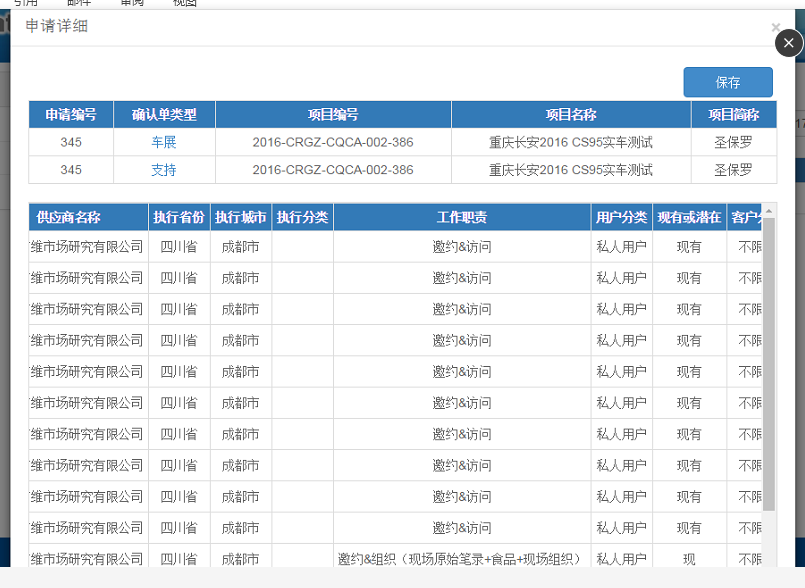 引用 邮件 审阅 视图
申请详细
×
保存
申请编号 确认单类型 项目编号 项目名称 项目简称
345 车展 2016-CRGZ-CQCA-002-386 重庆长安2016 CS95实车测试 圣保罗
345 支持 2016-CRGZ-CQCA-002-386 重庆长安2016 CS95实车测试 圣保罗
供应商名称 执行省份 执行城市 执行分类 工作职责 用户分类 现有或潜在 客户分
维市场研究有限公司 四川省 成都市 邀约&访问 私人用户 现有 不限
维市场研究有限公司 四川省 成都市 邀约&访问 私人用户 现有 不限
维市场研究有限公司 四川省 成都市 邀约&访问 私人用户 现有 不限
维市场研究有限公司 四川省 成都市 邀约&访问 私人用户 现有 不限
维市场研究有限公司 四川省 成都市 邀约&访问 私人用户 现有 不限
维市场研究有限公司 四川省 成都市 邀约&访问 私人用户 现有 不限
维市场研究有限公司 四川省 成都市 邀约&访问 私人用户 现有 不限
维市场研究有限公司 四川省 成都市 邀约&访问 私人用户 现有 不限
维市场研究有限公司 四川省 成都市 邀约&访问 私人用户 现有 不限
维市场研究有限公司 四川省 成都市 邀约&访问 私人用户 现有 不限
维市场研究有限公司 四川省 成都市 邀约&组织（现场原始笔录+食品+现场组织） 私人用户 现 不限